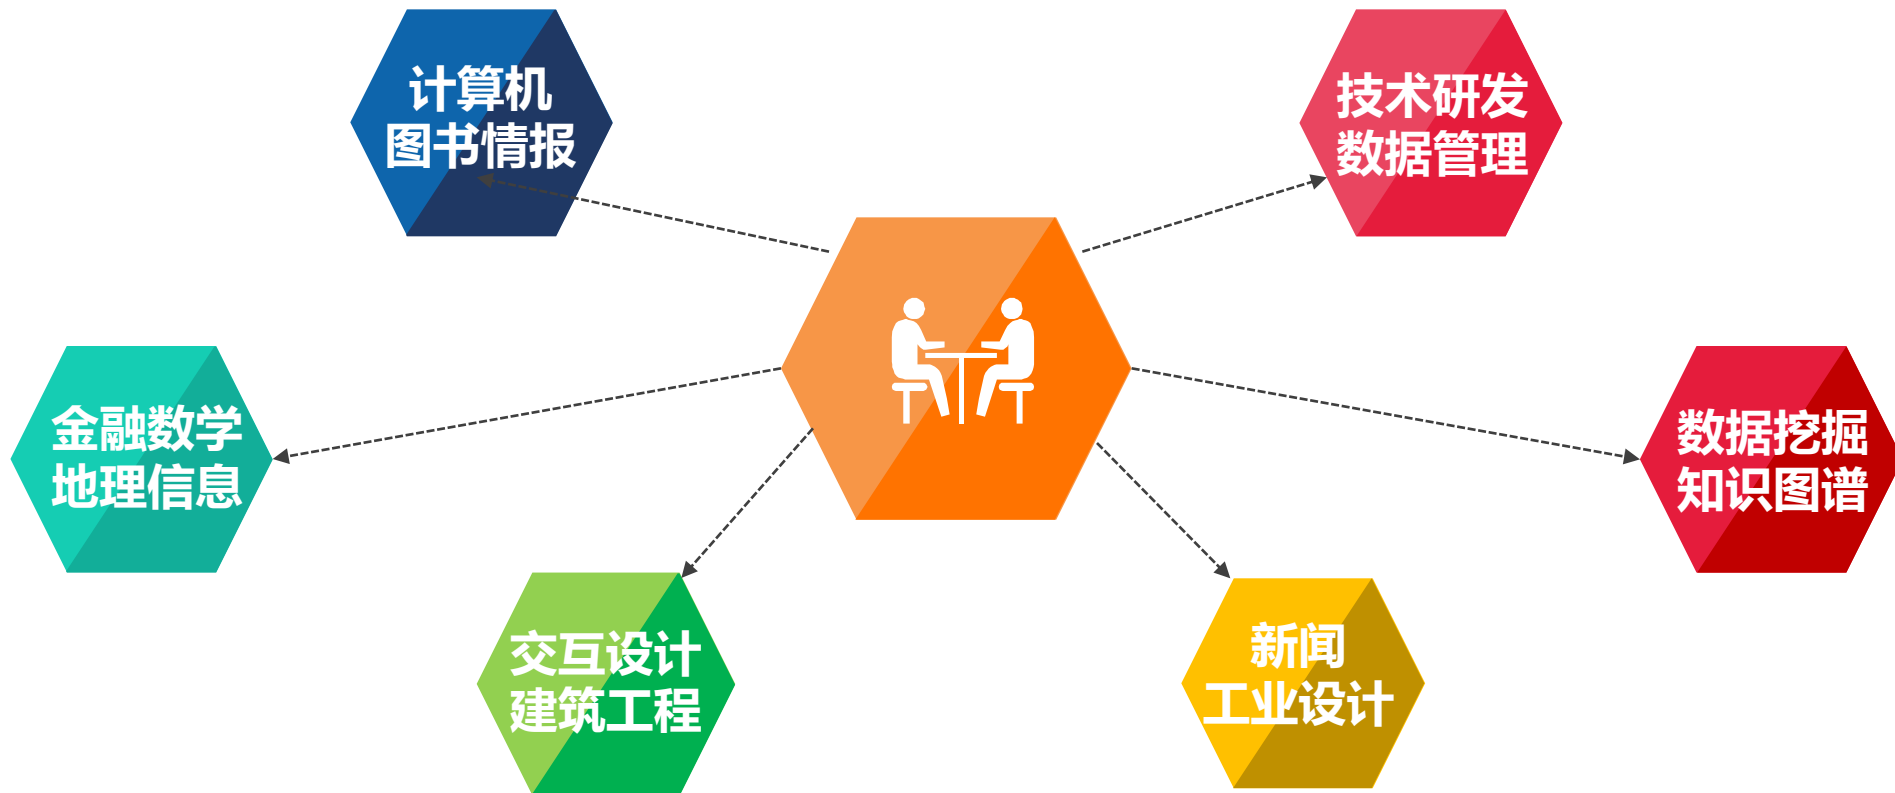 计算机
图书情报
技术研发
数据管理
金融数学
地理信息
数据挖掘
知识图谱
交互设计
建筑工程
新闻
工业设计